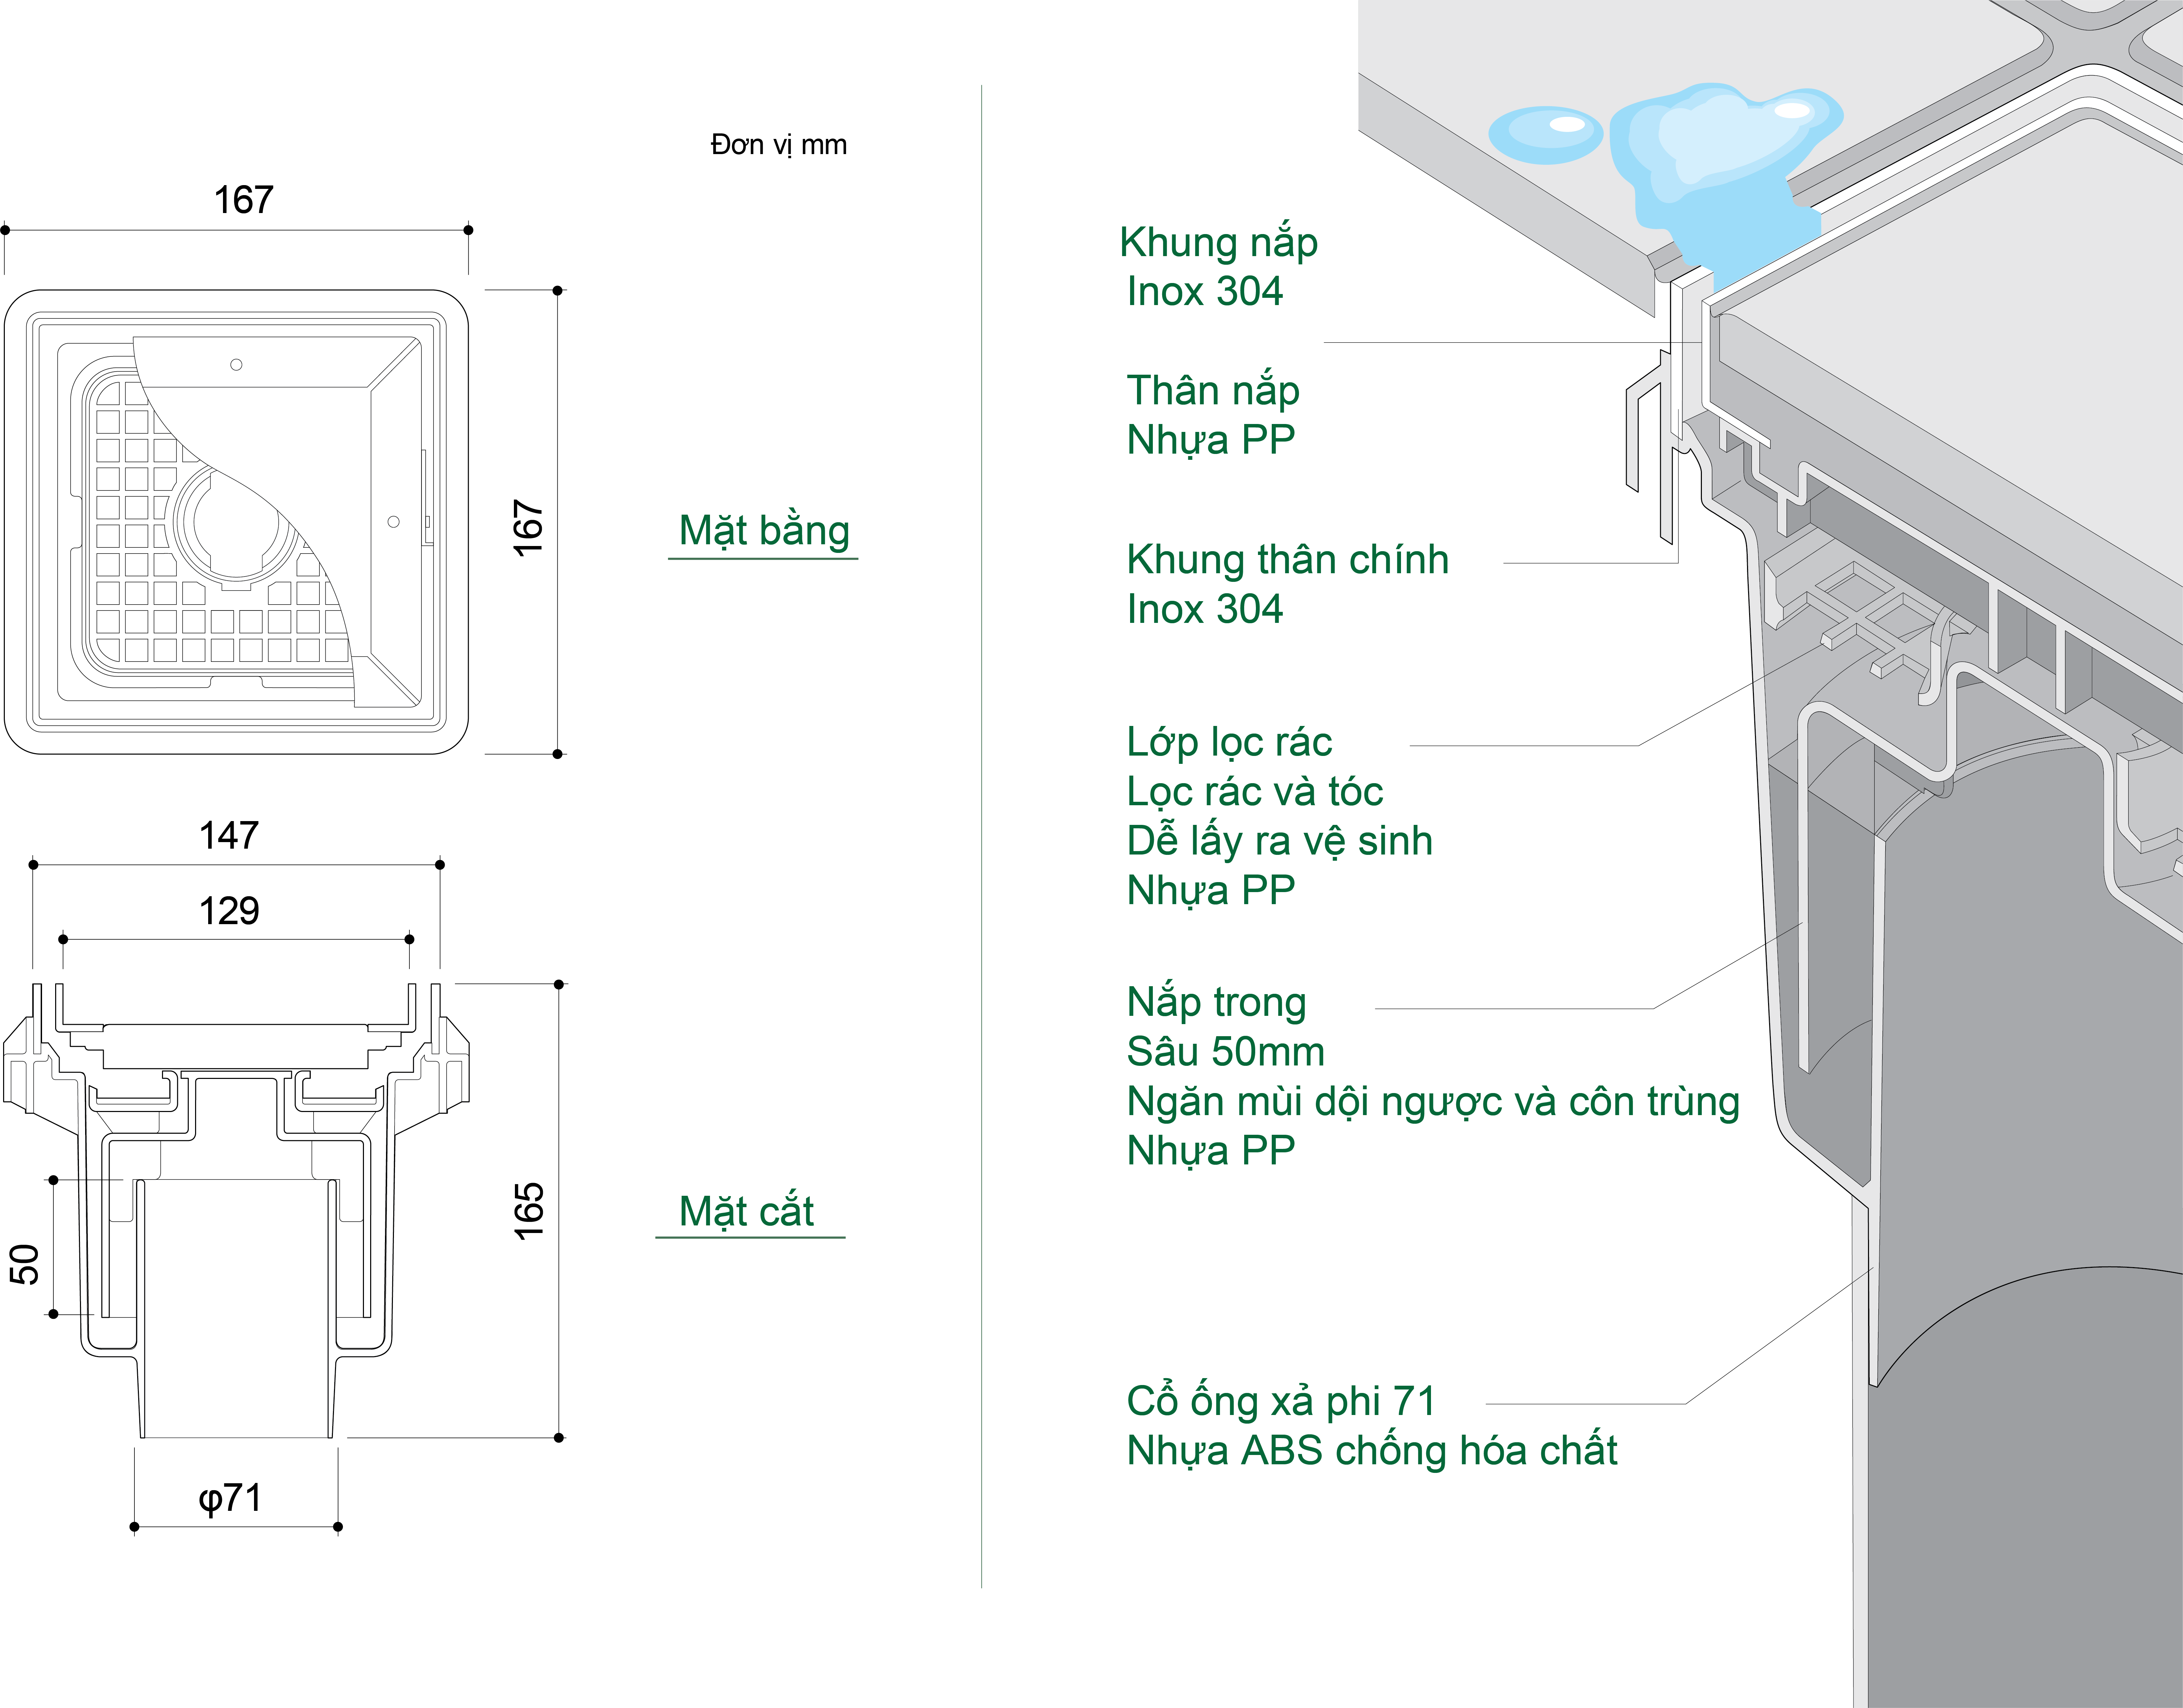 Đơn vị mm
167
167
Mặt bằng
147
129
165
50
Mặt cắt
φ71
Khung nắp
Inox 304
Thân nắp
Nhựa PP
Khung thân chính
Inox 304
Lớp lọc rác
Lọc rác và tóc
Dễ lấy ra vệ sinh
Nhựa PP
Nắp trong
Sâu 50mm
Ngăn mùi dội ngược và côn trùng
Nhựa PP
Cổ ống xả phi 71
Nhựa ABS chống hóa chất